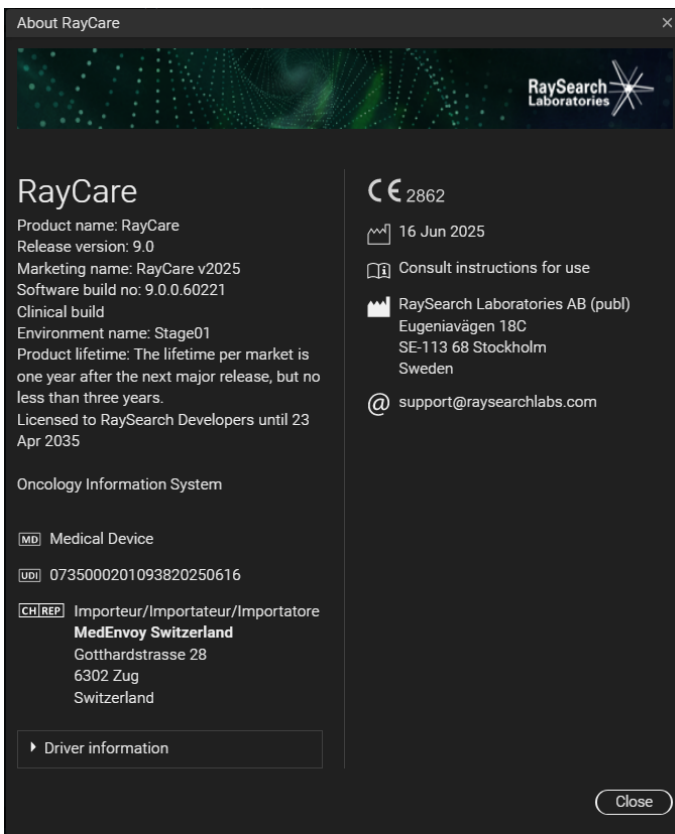 About RayCare
RaySearch
Laboratories
RayCare
Product name: RayCare
Release version: 9.0
Marketing name: RayCare v2025
Software build no: 9.0.0.60221
Clinical build
Environment name: Stage01
Product lifetime: The lifetime per market is
one year after the next major release, but no
less than three years.
Licensed to RaySearch Developers until 23
Apr 2035
Oncology Information System
MD Medical Device
UDI 0735000201093820250616
CH REP Importeur/Importateur/Importatore
MedEnvoy Switzerland
Gotthardstrasse 28
6302 Zug
Switzerland
Driver information
CE 2862
16 Jun 2025
Consult instructions for use
RaySearch Laboratories AB (publ)
Eugeniavägen 18C
SE-113 68 Stockholm
Sweden
@ support@raysearchlabs.com
Close